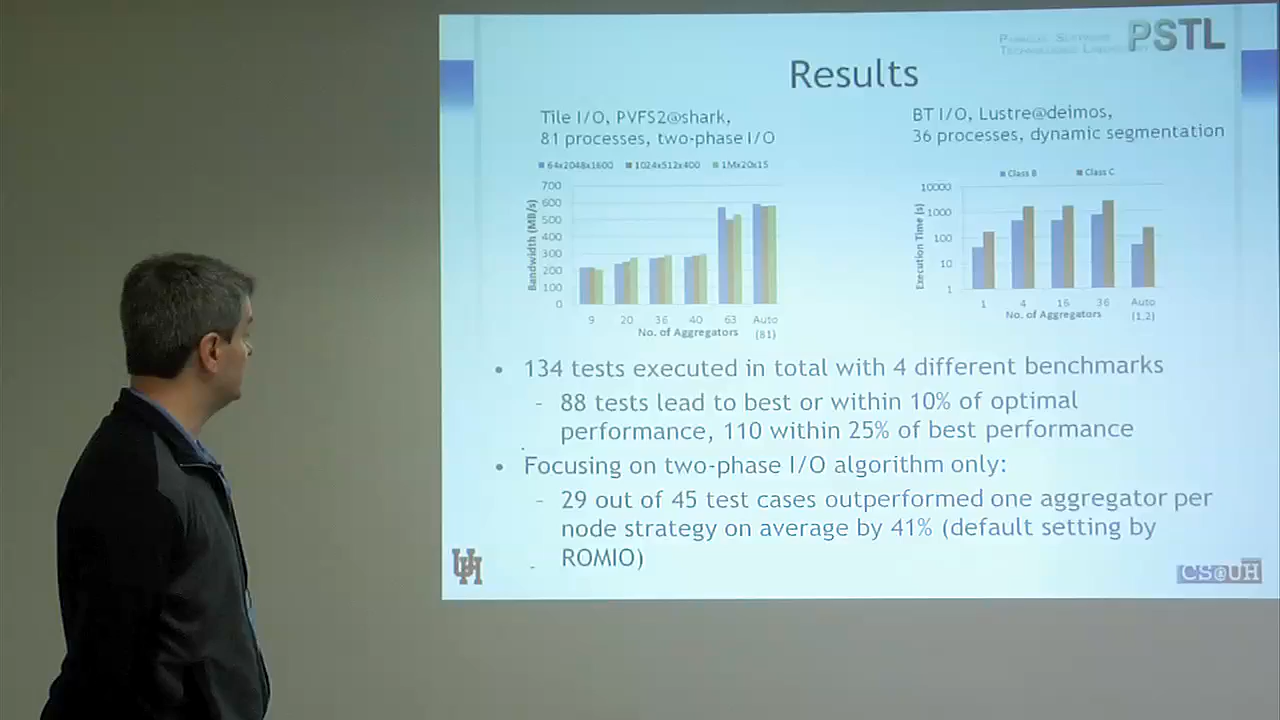 Parallel Software
Technologies Laboratory
PSTL
Results
Tile I/O, PVFS2@shark,
81 processes, two-phase I/O
64x2048x1600 1024x512x400 1Mx20x15
Bandwidth (MB/s)
700
600
500
400
300
200
100
0
9 20 36 40 63 Auto
(81)
No. of Aggregators
BT I/O, Lustre@deimos,
36 processes, dynamic segmentation
Class B Class C
Execution Time (s)
10000
1000
100
10
1
1 4 16 36 Auto
(1,2)
No. of Aggregators
• 134 tests executed in total with 4 different benchmarks
– 88 tests lead to best or within 10% of optimal
performance, 110 within 25% of best performance
• Focusing on two-phase I/O algorithm only:
– 29 out of 45 test cases outperformed one aggregator per
node strategy on average by 41% (default setting by
ROMIO)
UH
CS@UH